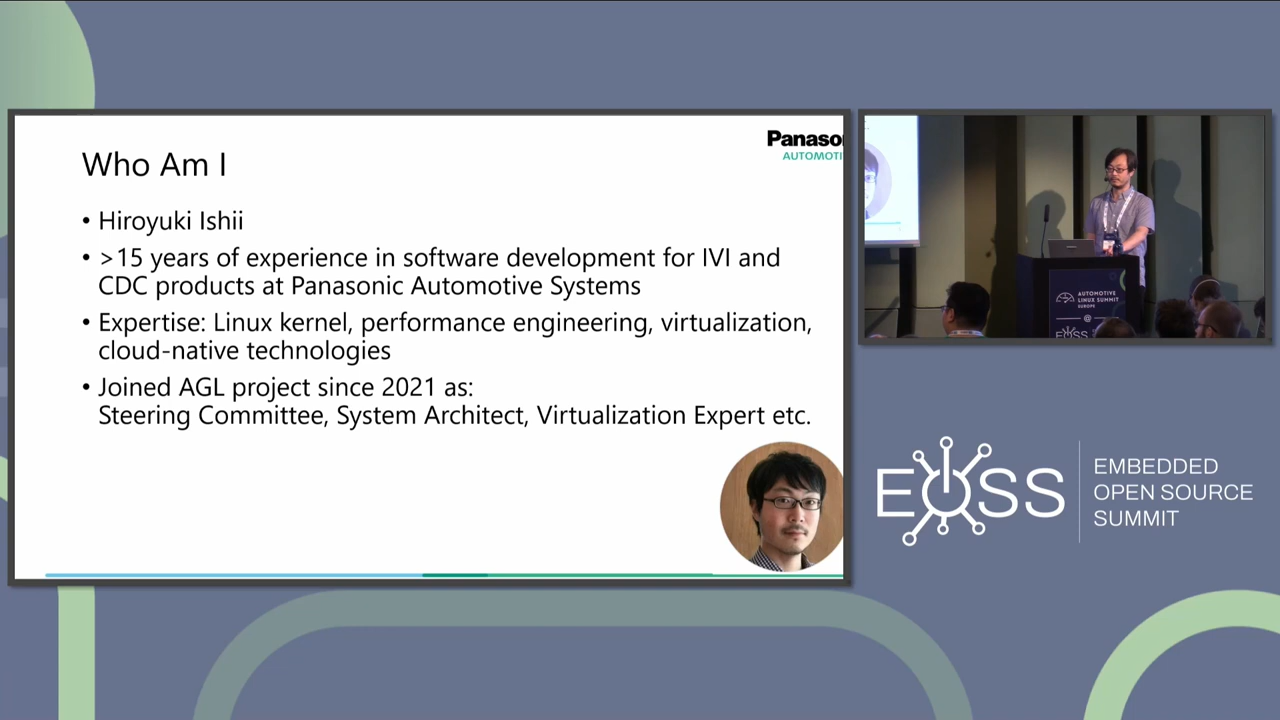 Who Am I
Panaso
AUTOMOTI
• Hiroyuki Ishii
• >15 years of experience in software development for IVI and
CDC products at Panasonic Automotive Systems
• Expertise: Linux kernel, performance engineering, virtualization,
cloud-native technologies
• Joined AGL project since 2021 as:
Steering Committee, System Architect, Virtualization Expert etc.
AUTOMOTIVE
LINUX SUMMIT
EUROPE
@
EOSS
EOSS
EMBEDDED
OPEN SOURCE
SUMMIT